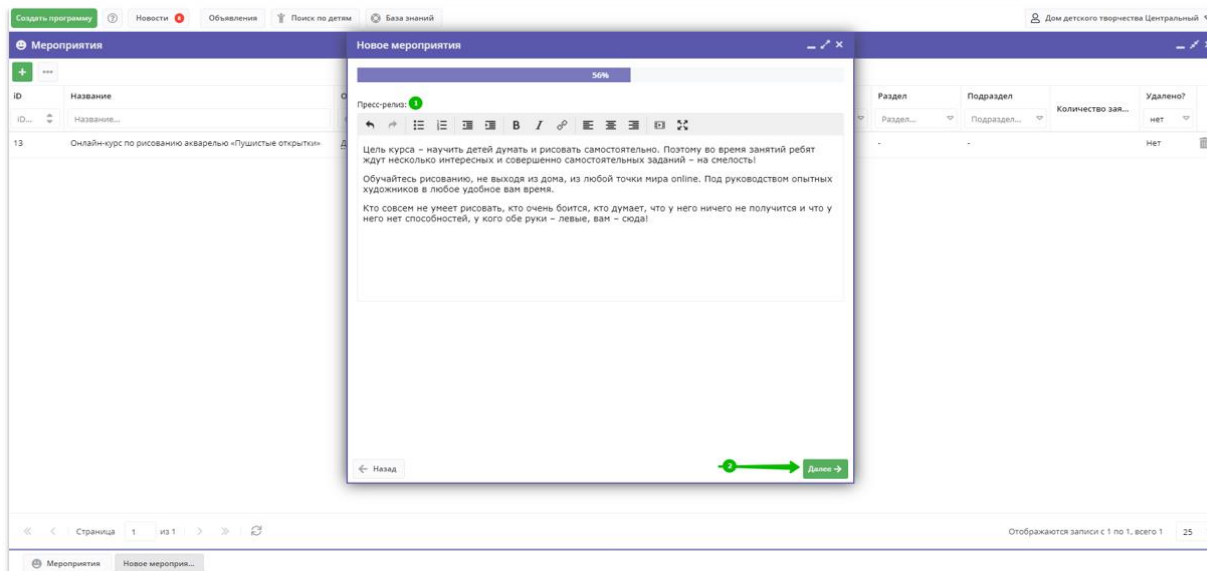 Создать программу
Новости 6
Объявления
Поиск по детям
База знаний
Дом детского творчества Центральный
Мероприятия
Новое мероприятия
56%
ID
Название
Раздел
Подраздел
Количество зая...
Удалено?
ID...
Название...
Раздел...
Подраздел...
нет
13
Онлайн-курс по рисованию акварелью «Пушистые открытки»
-
-
Нет
Пресс-релиз: 1
Цель курса – научить детей думать и рисовать самостоятельно. Поэтому во время занятий ребят
ждут несколько интересных и совершенно самостоятельных заданий – на смелость!
Обучайтесь рисованию, не выходя из дома, из любой точки мира online. Под руководством опытных
художников в любое удобное вам время.
Кто совсем не умеет рисовать, кто очень боится, кто думает, что у него ничего не получится и что у
него нет способностей, у кого обе руки – левые, вам – сюда!
Назад
2
Далее
Страница 1 из 1
Отображаются записи с 1 по 1, всего 1
25
Мероприятия
Новое мероприя...